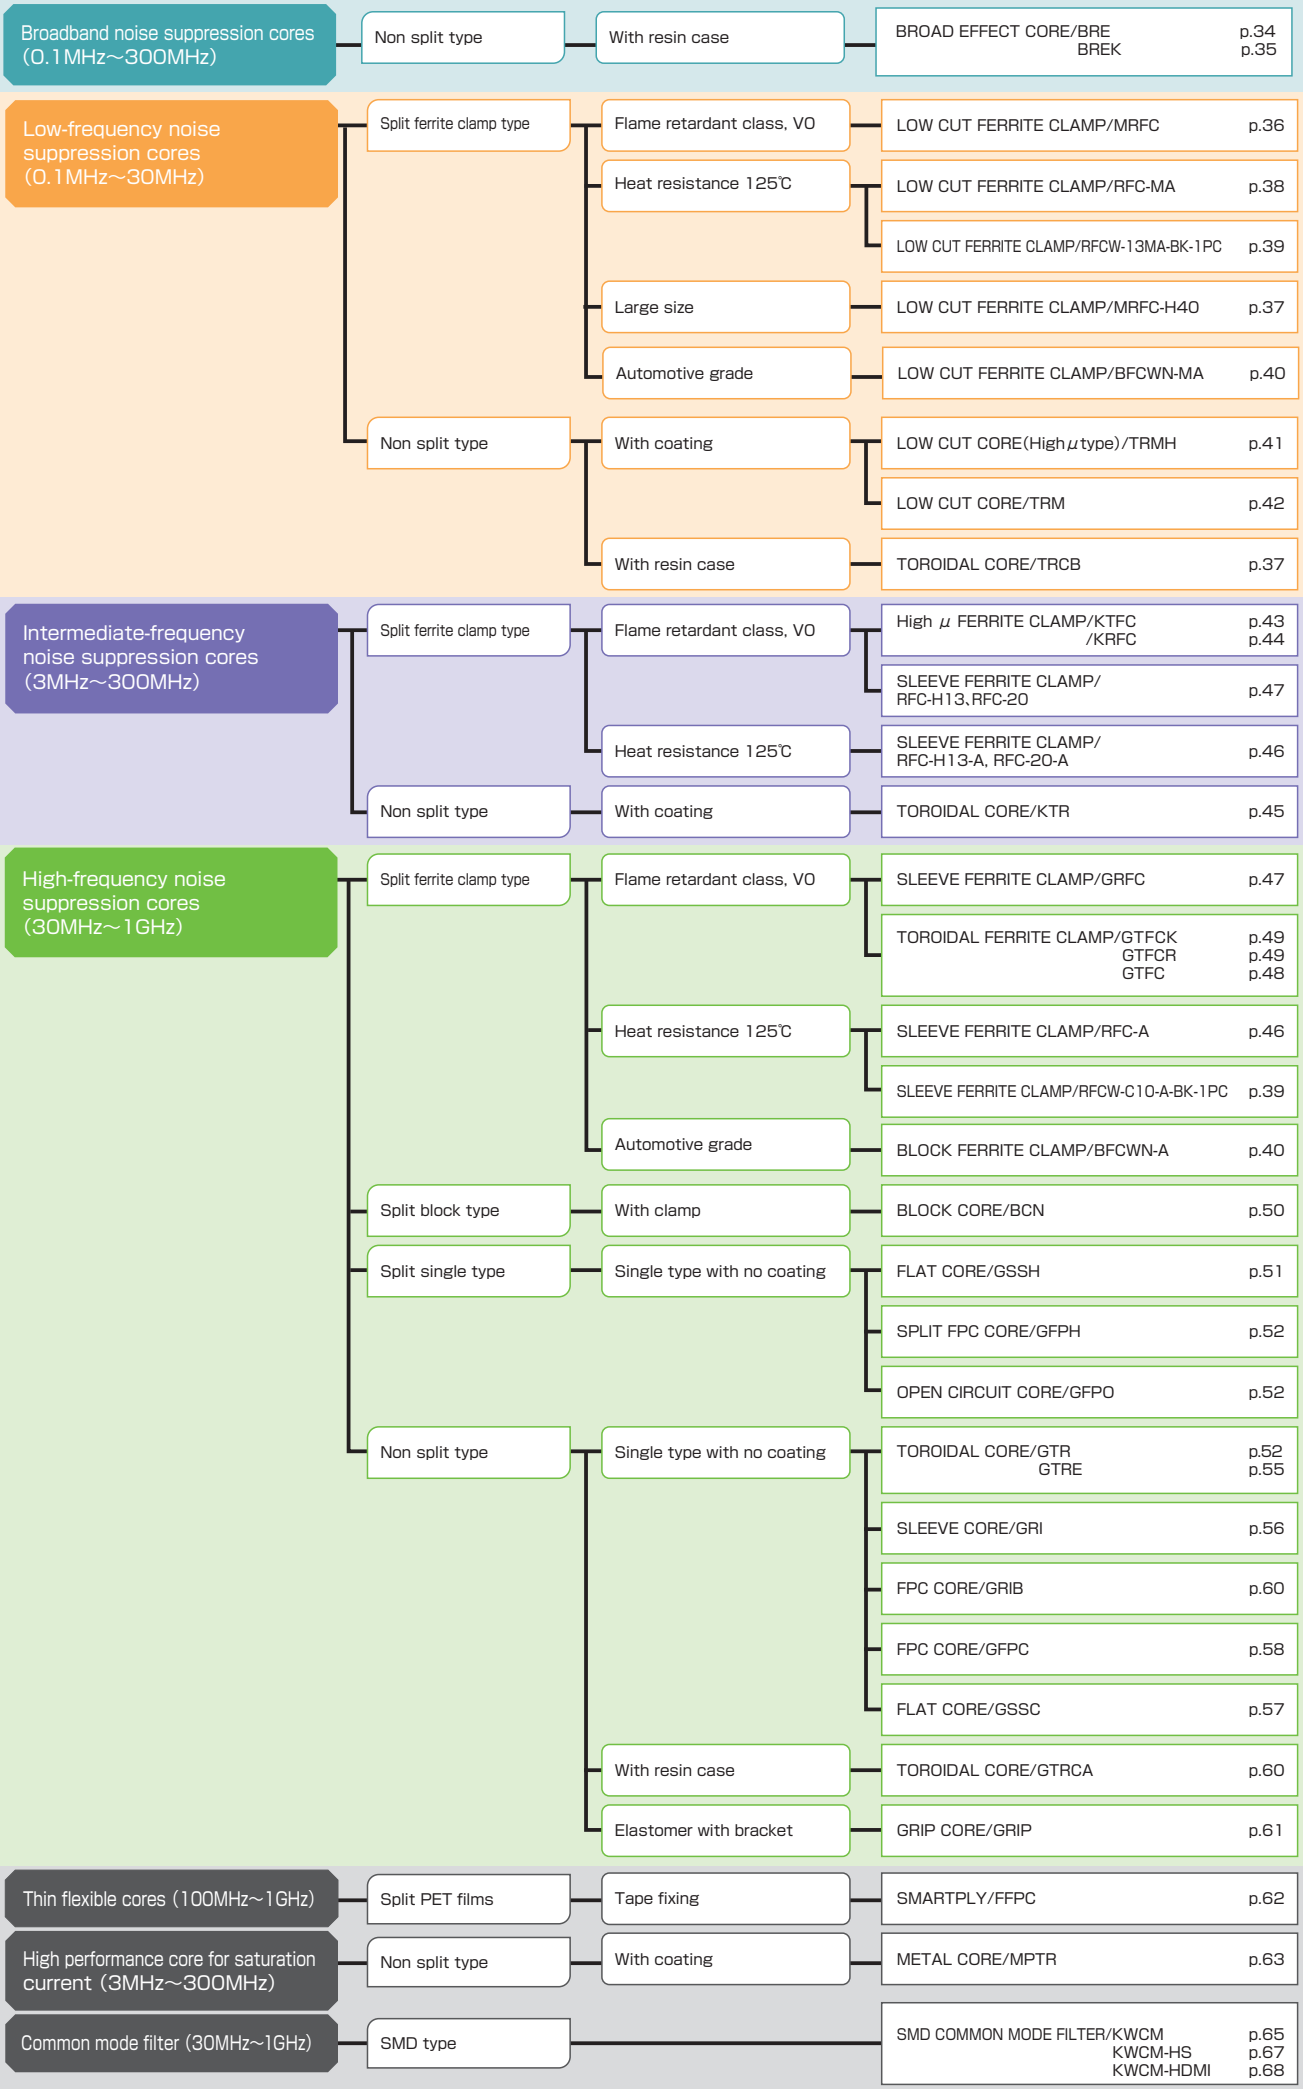 Broadband noise suppression cores
(0.1MHz～300MHz)
Non split type
With resin case
BROAD EFFECT CORE/BRE p.34
BREK p.35
Low-frequency noise
suppression cores
(0.1MHz～30MHz)
Split ferrite clamp type
Flame retardant class, V0
LOW CUT FERRITE CLAMP/MRFC p.36
Heat resistance 125℃
LOW CUT FERRITE CLAMP/RFC-MA p.38
LOW CUT FERRITE CLAMP/RFCW-13MA-BK-1PC p.39
Large size
LOW CUT FERRITE CLAMP/MRFC-H40 p.37
Automotive grade
LOW CUT FERRITE CLAMP/BFCWN-MA p.40
Non split type
With coating
LOW CUT CORE(Highμtype)/TRMH p.41
LOW CUT CORE/TRM p.42
With resin case
TOROIDAL CORE/TRCB p.37
Intermediate-frequency
noise suppression cores
(3MHz～300MHz)
Split ferrite clamp type
Flame retardant class, V0
High μ FERRITE CLAMP/KTFC p.43
/KRFC p.44
SLEEVE FERRITE CLAMP/
RFC-H13、RFC-20 p.47
Heat resistance 125℃
SLEEVE FERRITE CLAMP/
RFC-H13-A, RFC-20-A p.46
Non split type
With coating
TOROIDAL CORE/KTR p.45
High-frequency noise
suppression cores
(30MHz～1GHz)
Split ferrite clamp type
Flame retardant class, V0
SLEEVE FERRITE CLAMP/GRFC p.47
TOROIDAL FERRITE CLAMP/GTFCK p.49
GTFCR p.49
GTFC p.48
Heat resistance 125℃
SLEEVE FERRITE CLAMP/RFC-A p.46
SLEEVE FERRITE CLAMP/RFCW-C10-A-BK-1PC p.39
Automotive grade
BLOCK FERRITE CLAMP/BFCWN-A p.40
Split block type
With clamp
BLOCK CORE/BCN p.50
Split single type
Single type with no coating
FLAT CORE/GSSH p.51
SPLIT FPC CORE/GFPH p.52
OPEN CIRCUIT CORE/GFPO p.52
Non split type
Single type with no coating
TOROIDAL CORE/GTR p.52
GTRE p.55
SLEEVE CORE/GRI p.56
FPC CORE/GRIB p.60
FPC CORE/GFPC p.58
FLAT CORE/GSSC p.57
With resin case
TOROIDAL CORE/GTRCA p.60
Elastomer with bracket
GRIP CORE/GRIP p.61
Thin flexible cores (100MHz～1GHz)
Split PET films
Tape fixing
SMARTPLY/FFPC p.62
High performance core for saturation
current (3MHz～300MHz)
Non split type
With coating
METAL CORE/MPTR p.63
Common mode filter (30MHz～1GHz)
SMD type
SMD COMMON MODE FILTER/KWCM p.65
KWCM-HS p.67
KWCM-HDMI p.68